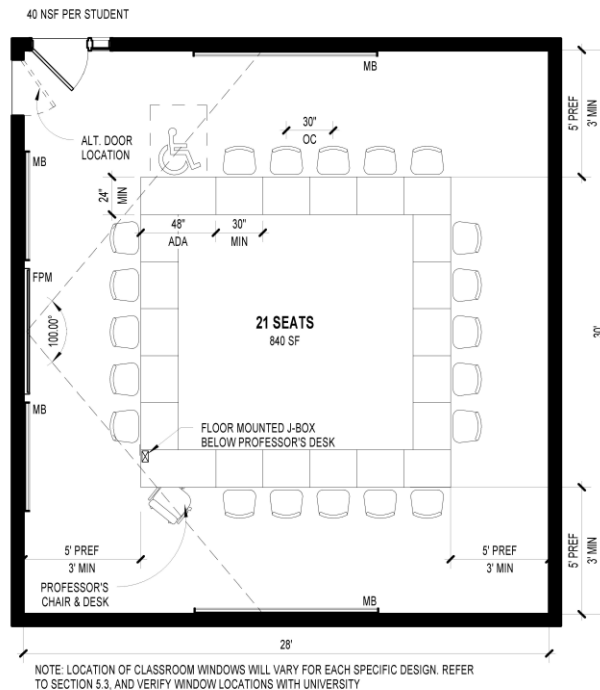 40 NSF PER STUDENT
MB
5' PREF
3' MIN
ALT. DOOR
LOCATION
30"
OC
MB
24"
MIN
48"
ADA
30"
MIN
FPM
100.00°
21 SEATS
840 SF
30'
MB
FLOOR MOUNTED J-BOX
BELOW PROFESSOR'S DESK
5' PREF
3' MIN
5' PREF
3' MIN
5' PREF
3' MIN
PROFESSOR'S
CHAIR & DESK
MB
28'
NOTE: LOCATION OF CLASSROOM WINDOWS WILL VARY FOR EACH SPECIFIC DESIGN. REFER
TO SECTION 5.3, AND VERIFY WINDOW LOCATIONS WITH UNIVERSITY